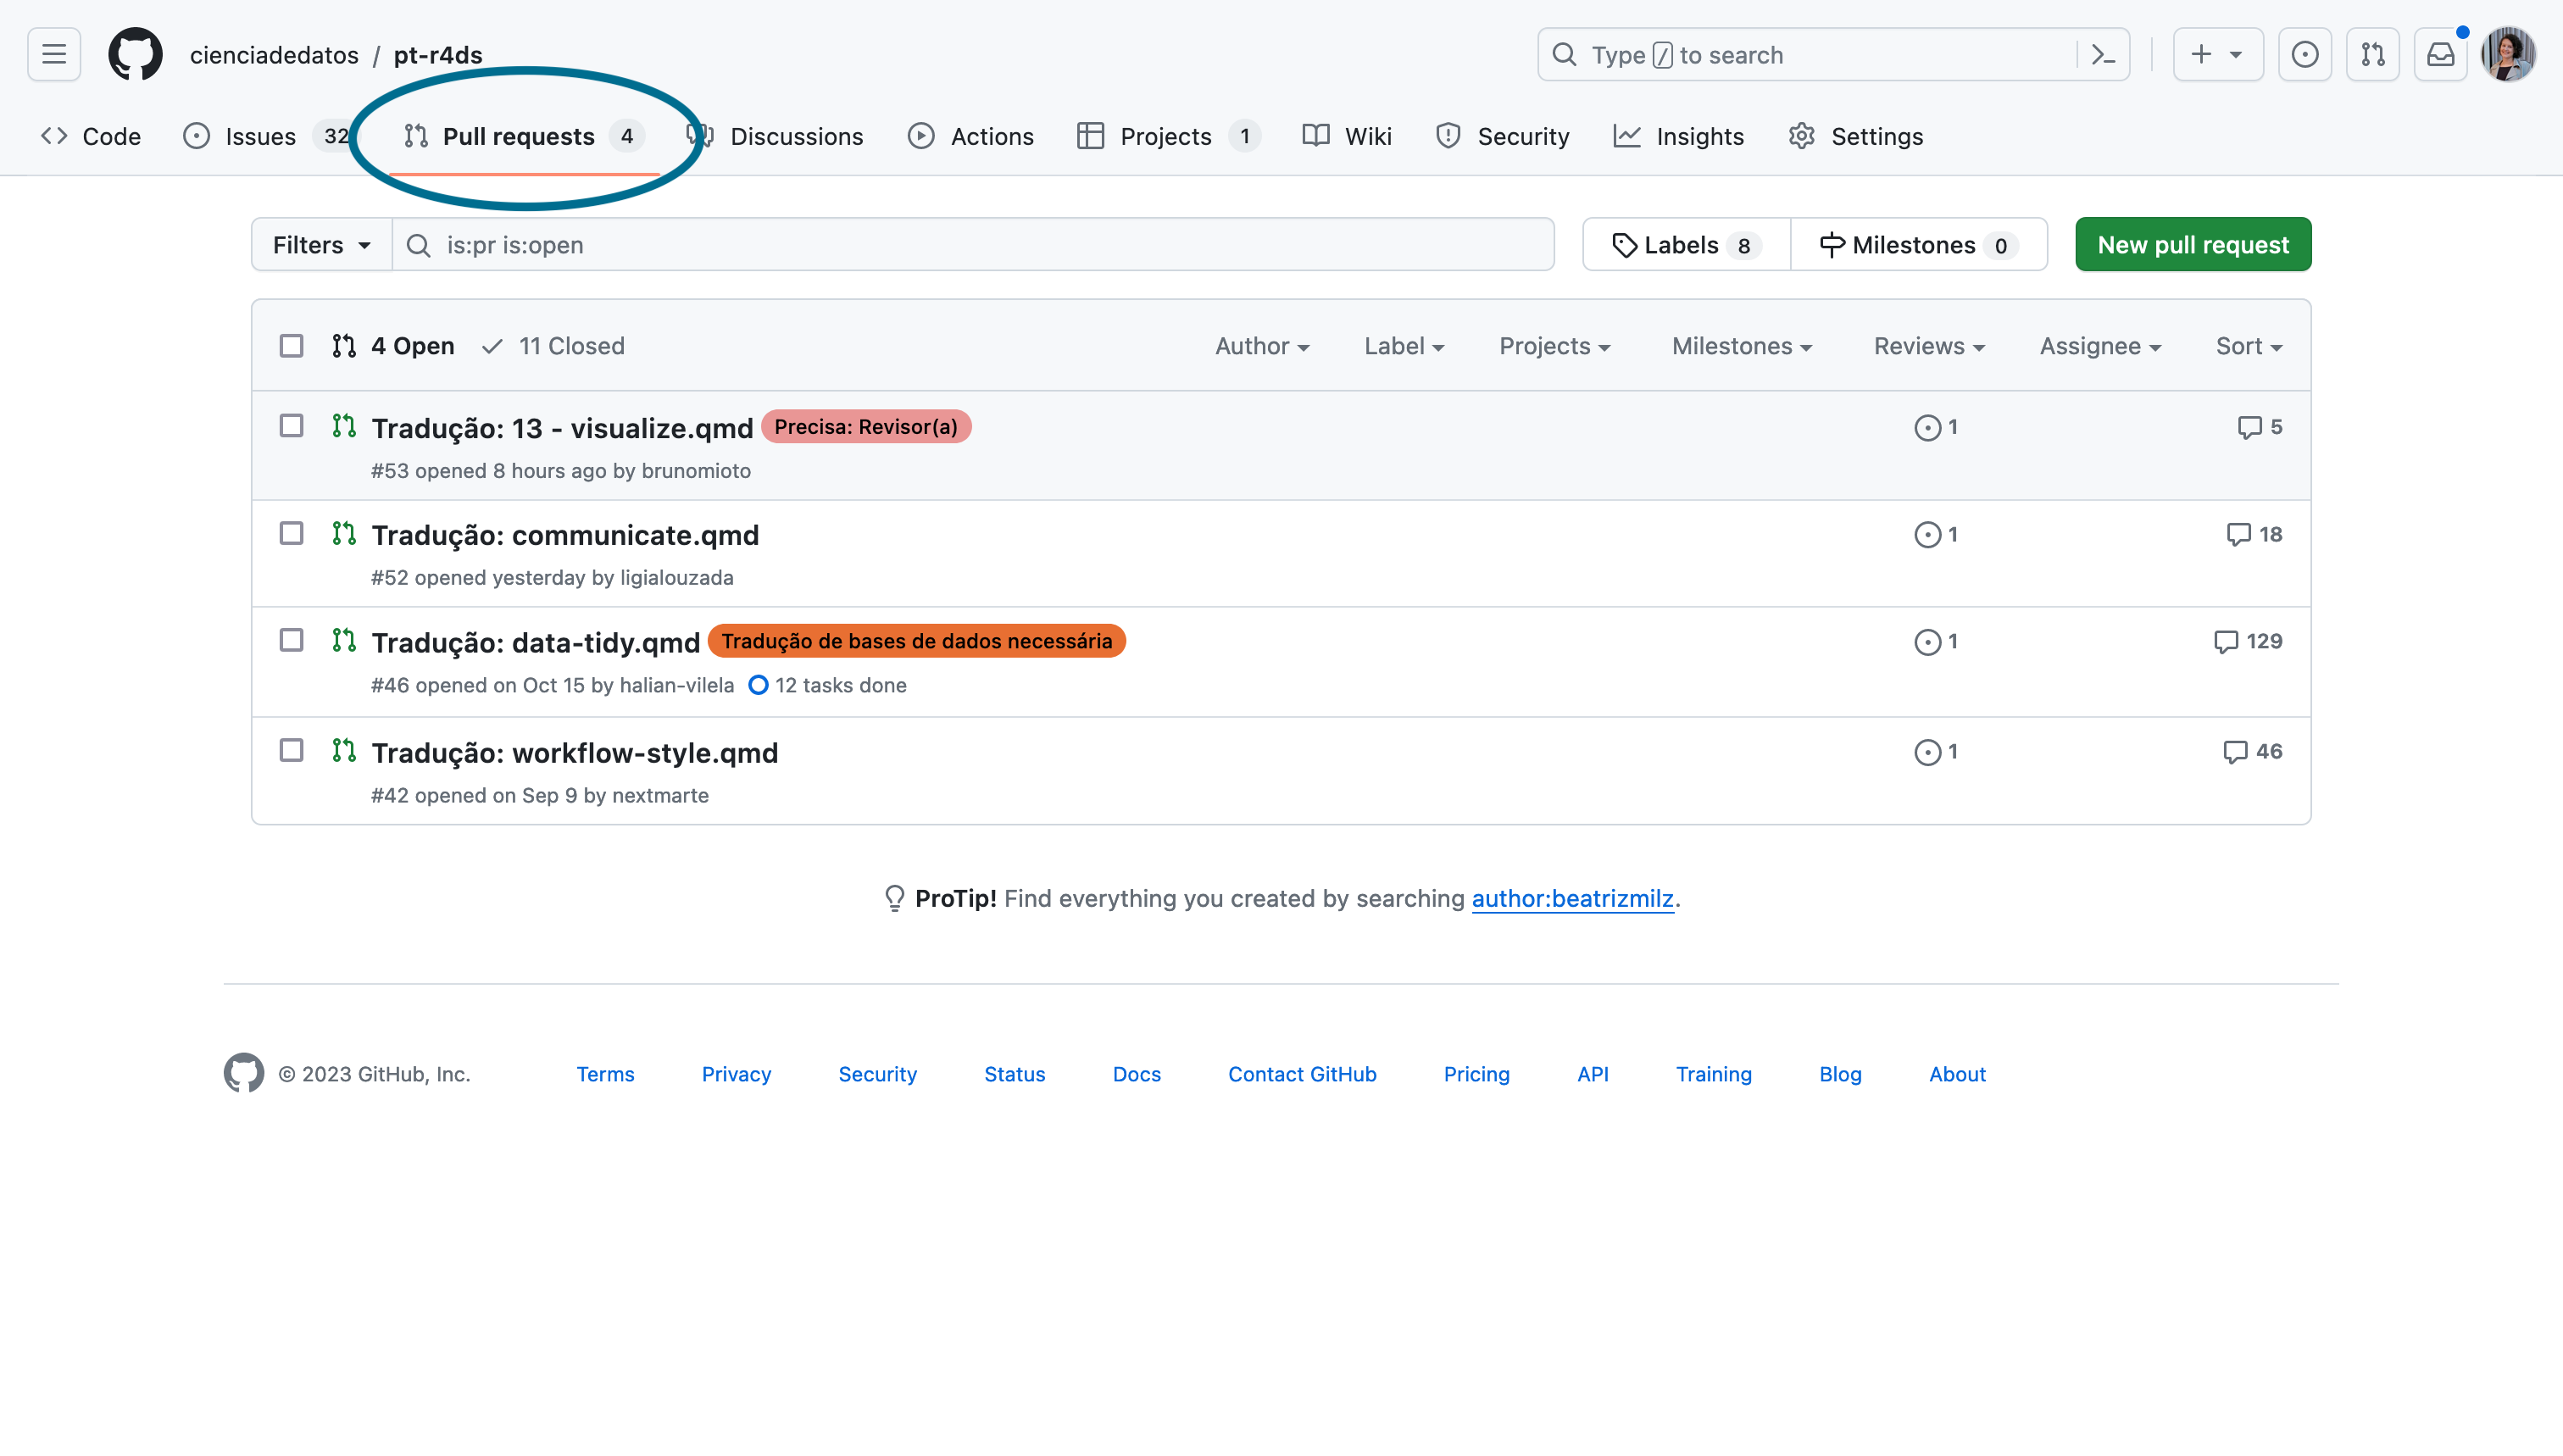 cienciadedatos / pt-r4ds
Type / to search
Code Issues 32 Pull requests 4 Discussions Actions Projects 1 Wiki Security Insights Settings
Filters is:pr is:open Labels 8 Milestones 0 New pull request
4 Open 11 Closed Author Label Projects Milestones Reviews Assignee Sort
Tradução: 13 - visualize.qmd Precisa: Revisor(a) 1 5
#53 opened 8 hours ago by brunomioto
Tradução: communicate.qmd 1 18
#52 opened yesterday by ligialouzada
Tradução: data-tidy.qmd Tradução de bases de dados necessária 1 129
#46 opened on Oct 15 by halian-vilela 12 tasks done
Tradução: workflow-style.qmd 1 46
#42 opened on Sep 9 by nextmarte
ProTip! Find everything you created by searching author:beatrizmilz.
© 2023 GitHub, Inc. Terms Privacy Security Status Docs Contact GitHub Pricing API Training Blog About